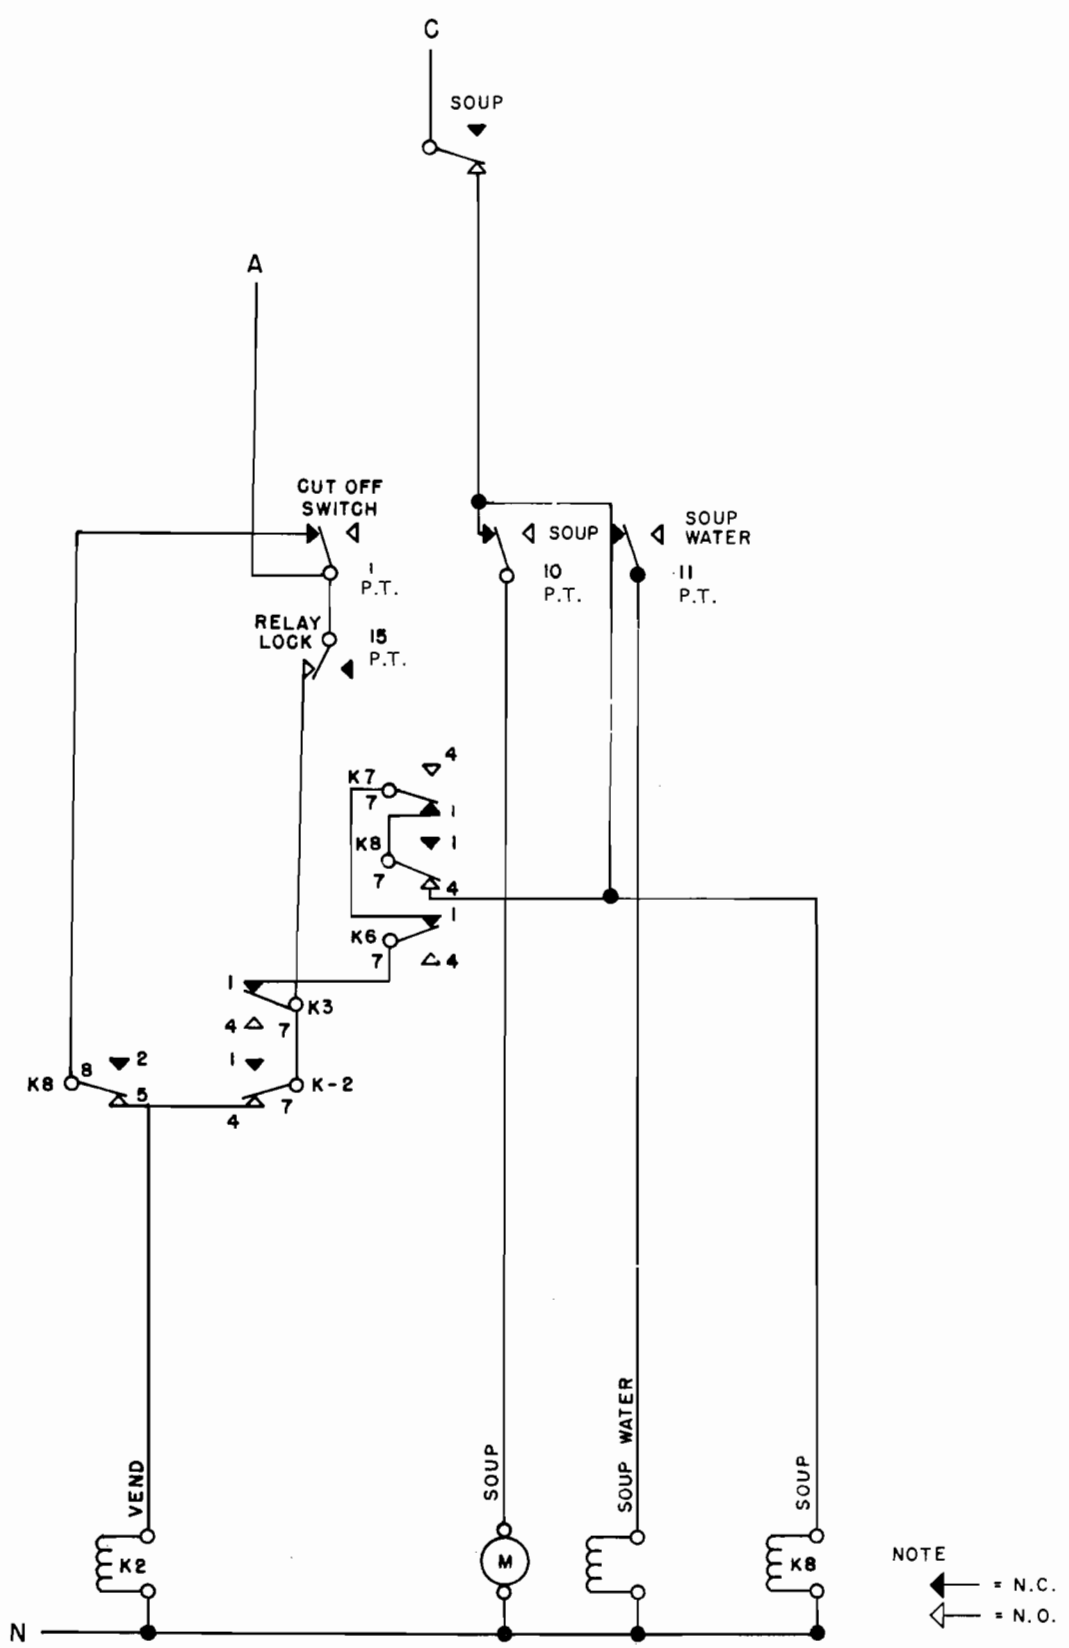 C
SOUP
A
CUT OFF
SWITCH
1
P.T.
SOUP
10
P.T.
SOUP
WATER
11
P.T.
RELAY
LOCK
15
P.T.
4
K7
7
1
K8
1
7
4
1
K6
7
4
1
K3
4
7
K8
8
2
5
1
K-2
4
7
VEND
SOUP
SOUP WATER
SOUP
K2
M
K8
NOTE
= N.C.
= N.O.
N